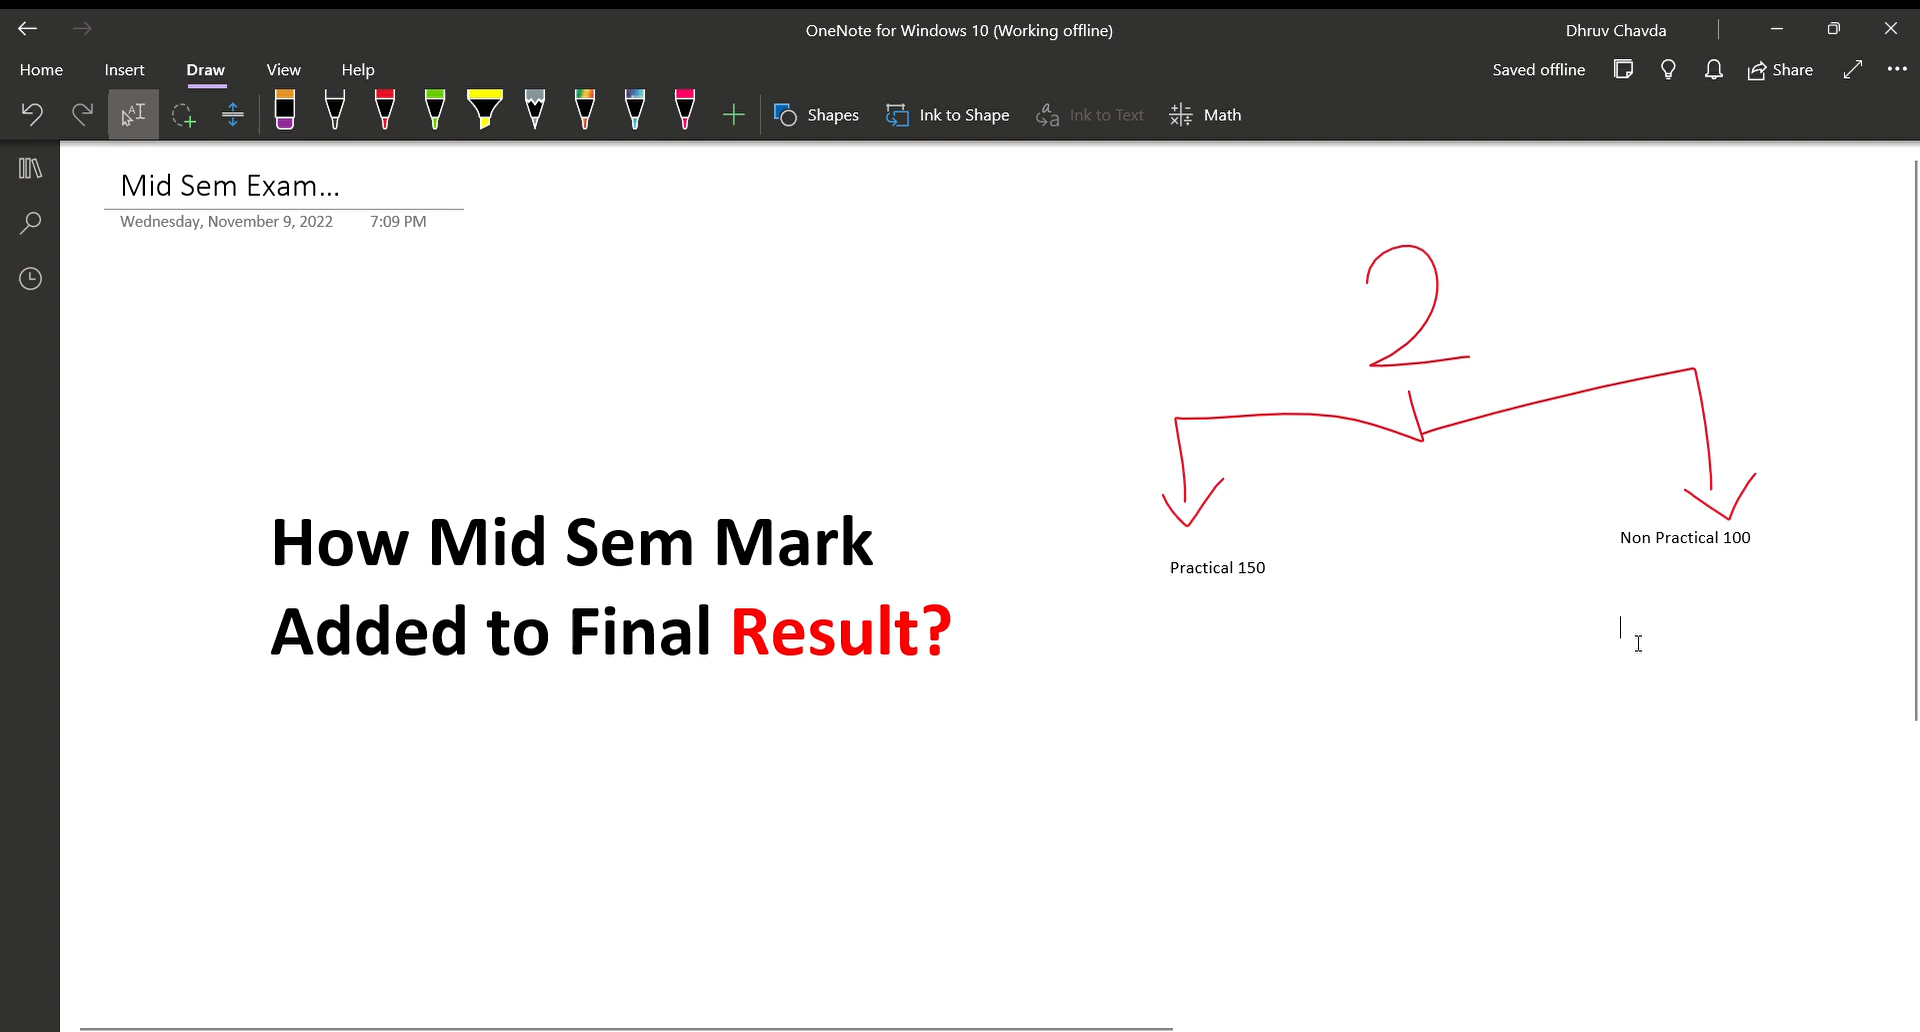 OneNote for Windows 10 (Working offline)
Dhruv Chavda
Home Insert Draw View Help
Saved offline
Share
Shapes
Ink to Shape
Ink to Text
Math
Mid Sem Exam...
Wednesday, November 9, 2022 7:09 PM
2
How Mid Sem Mark
Added to Final Result?
Non Practical 100
Practical 150